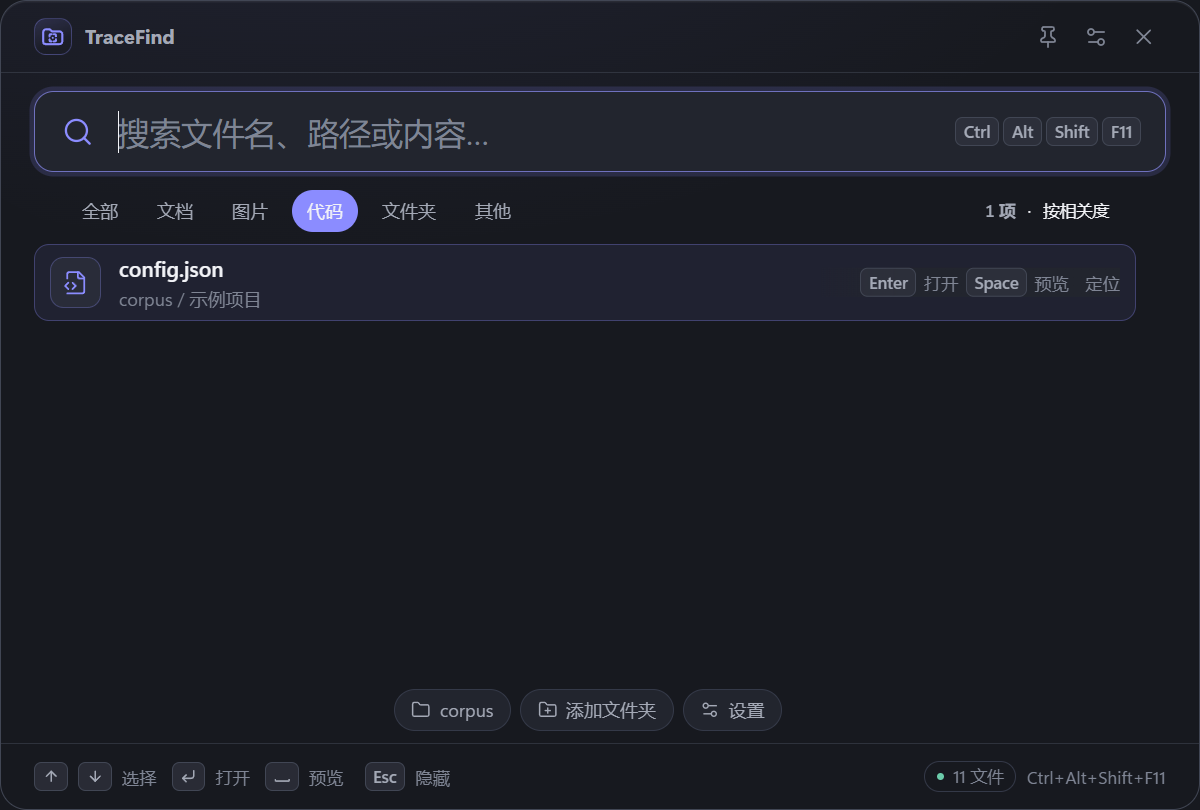 TraceFind
搜索文件名、路径或内容... Ctrl Alt Shift F11
全部 文档 图片 代码 文件夹 其他 1 项 · 按相关度
config.json
corpus / 示例项目
Enter 打开 Space 预览 定位
corpus 添加文件夹 设置
选择 打开 预览 Esc 隐藏 11 文件 Ctrl+Alt+Shift+F11